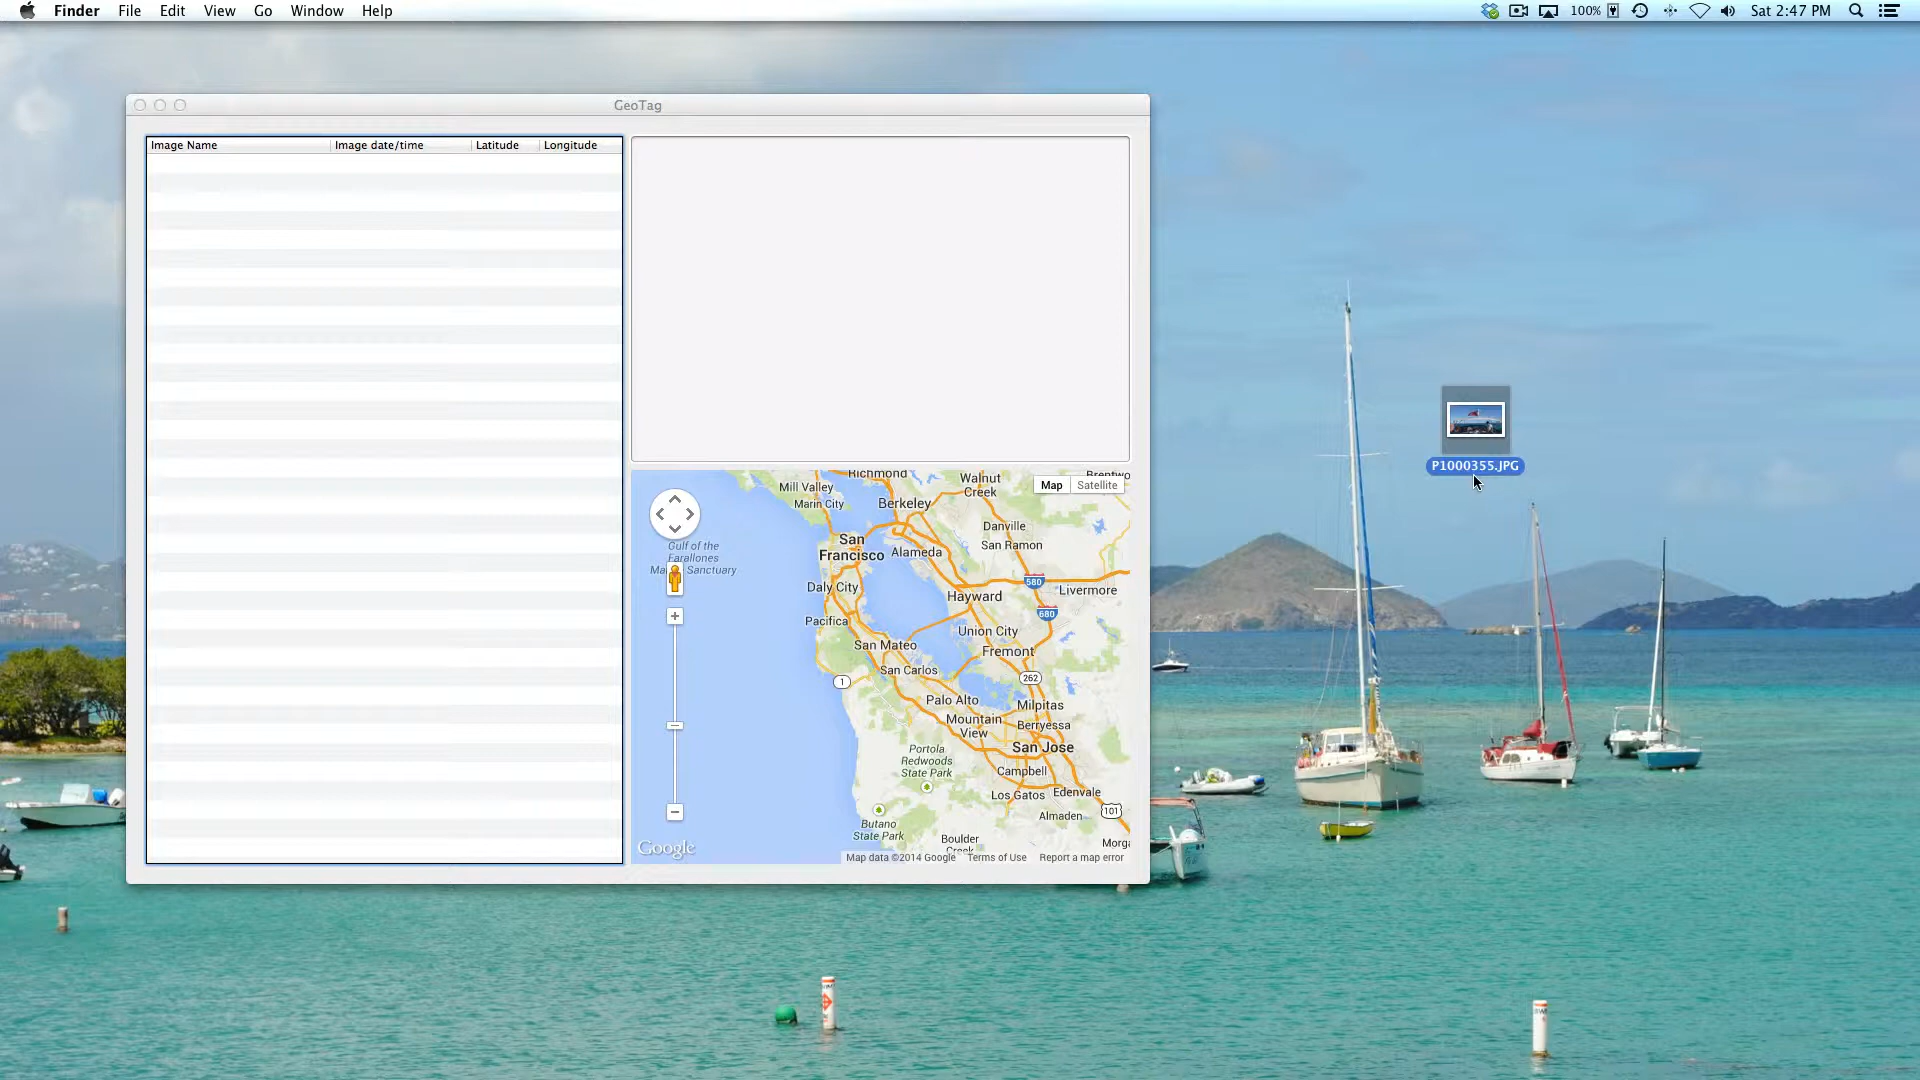 Finder File Edit View Go Window Help
100% Sat 2:47 PM
GeoTag
Image Name Image date/time Latitude Longitude
P1000355.JPG
Map Satellite
Richmond
Mill Valley
Marin City
Berkeley
Walnut
Creek
Brentwo
Danville
San Ramon
Gulf of the
Farallones
Sanctuary
San
Francisco
Alameda
Daly City
Hayward
580
Livermore
680
Pacifica
Union City
San Mateo
Fremont
San Carlos
1
262
Palo Alto
Milpitas
Mountain
View
Berryessa
San Jose
Portola
Redwoods
State Park
Campbell
Los Gatos
Edenvale
Almaden
101
Butano
State Park
Boulder
Creek
Morga
Google
Map data ©2014 Google Terms of Use Report a map error